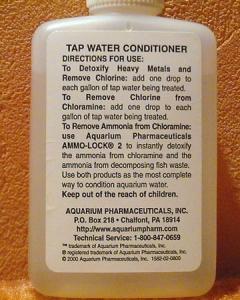 TAP WATER CONDITIONER
DIRECTIONS FOR USE:
To Detoxify Heavy Metals and
Remove Chlorine: add one drop to
each gallon of tap water being treated.
To Remove Chlorine from
Chloramine: add one drop to each
gallon of tap water being treated.
To Remove Ammonia from Chloramine:
use Aquarium Pharmaceuticals
AMMO-LOCK® 2 to instantly detoxify
the ammonia from chloramines and
ammonia from decomposing fish waste.
Use both products as the most complete
way to condition aquarium water.
Keep out of the reach of children.
AQUARIUM PHARMACEUTICALS, INC.
P.O. Box 218 • Chalfont, PA 18914
http://www.aquariumpharm.com
Technical Service: 1-800-847-0659
™ trademark of Aquarium Pharmaceuticals, Inc.
® registered trademark of Aquarium Pharmaceuticals, Inc.
© 2000 Aquarium Pharmaceuticals, Inc. 1582-02-0800